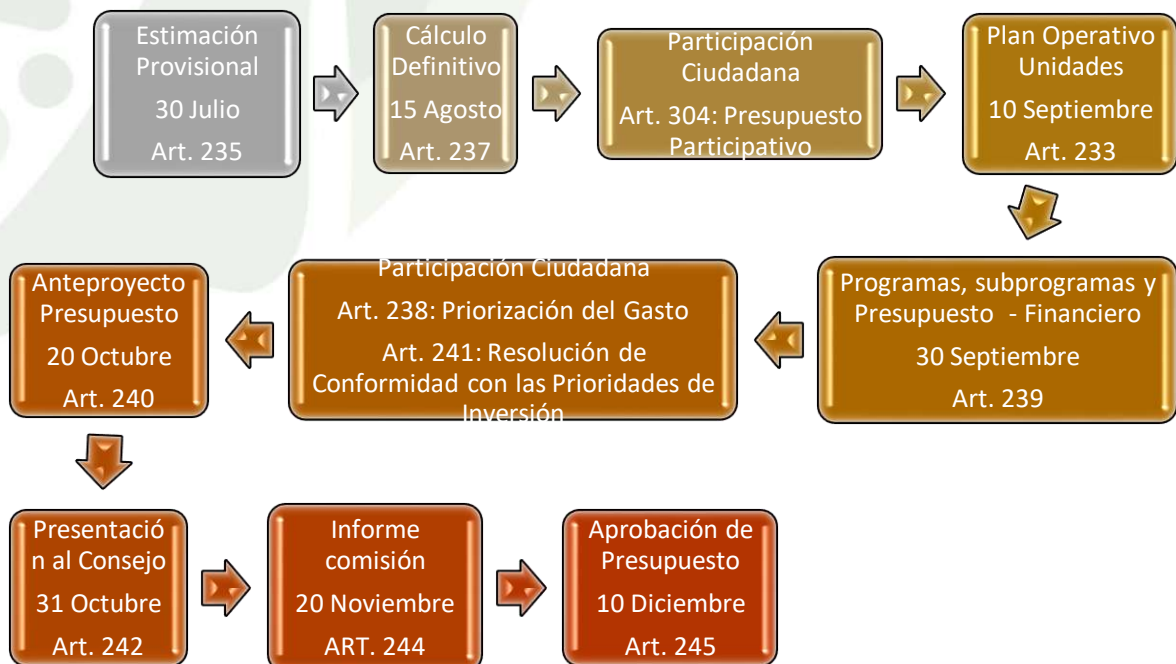 Estimación
Provisional
30 Julio
Art. 235
Cálculo
Definitivo
15 Agosto
Art. 237
Participación
Ciudadana
Art. 304: Presupuesto
Participativo
Plan Operativo
Unidades
10 Septiembre
Art. 233
Programas, subprogramas y
Presupuesto - Financiero
30 Septiembre
Art. 239
Participación Ciudadana
Art. 238: Priorización del Gasto
Art. 241: Resolución de
Conformidad con las Prioridades de
Inversión
Anteproyecto
Presupuesto
20 Octubre
Art. 240
Presentació
n al Consejo
31 Octubre
Art. 242
Informe
comisión
20 Noviembre
ART. 244
Aprobación de
Presupuesto
10 Diciembre
Art. 245